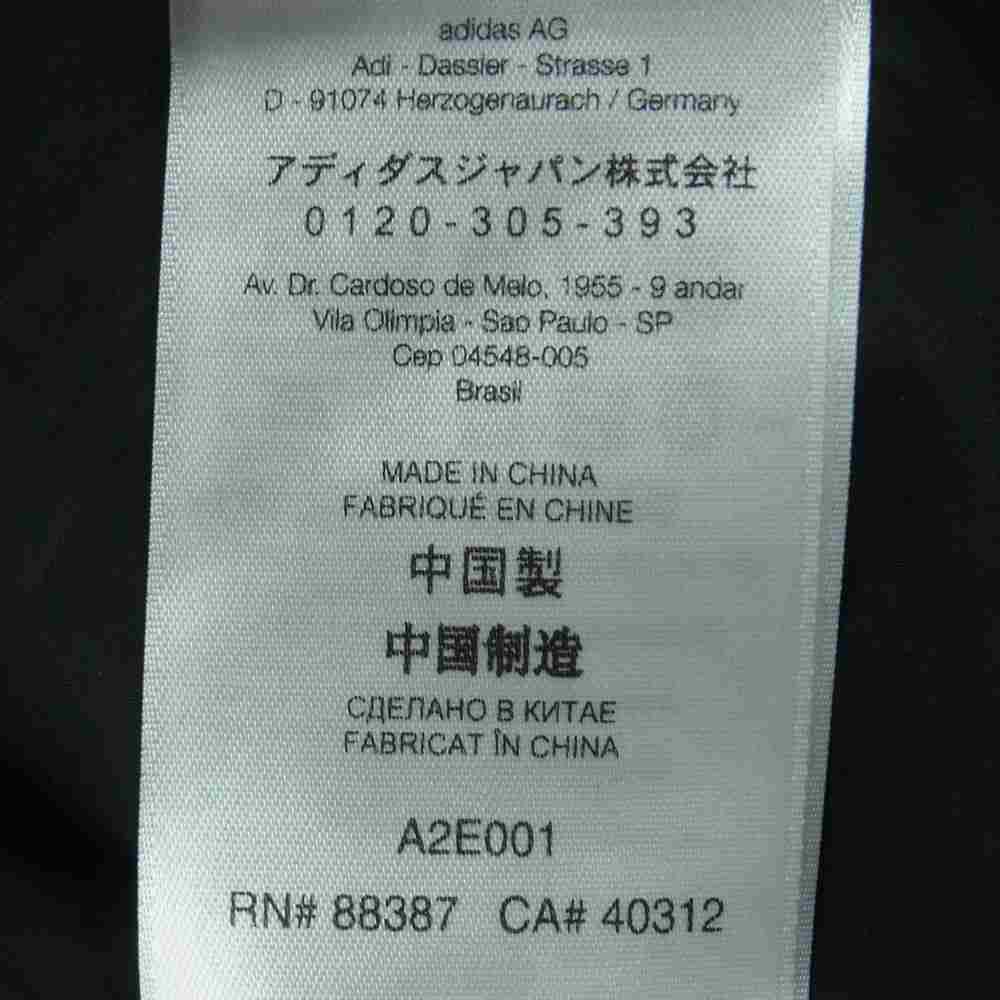 adidas AG
Adi - Dassler - Strasse 1
D - 91074 Herzogenaurach / Germany
アディダスジャパン株式会社
0120-305-393
Av. Dr. Cardoso de Melo, 1955 - 9 andar
Vila Olimpia - Sao Paulo - SP
Cep 04548-005
Brasil
MADE IN CHINA
FABRIQUÉ EN CHINE
中国製
中国制造
СДЕЛАНО В КИТАЕ
FABRICAT ÎN CHINA
A2E001
RN# 88387 CA# 40312